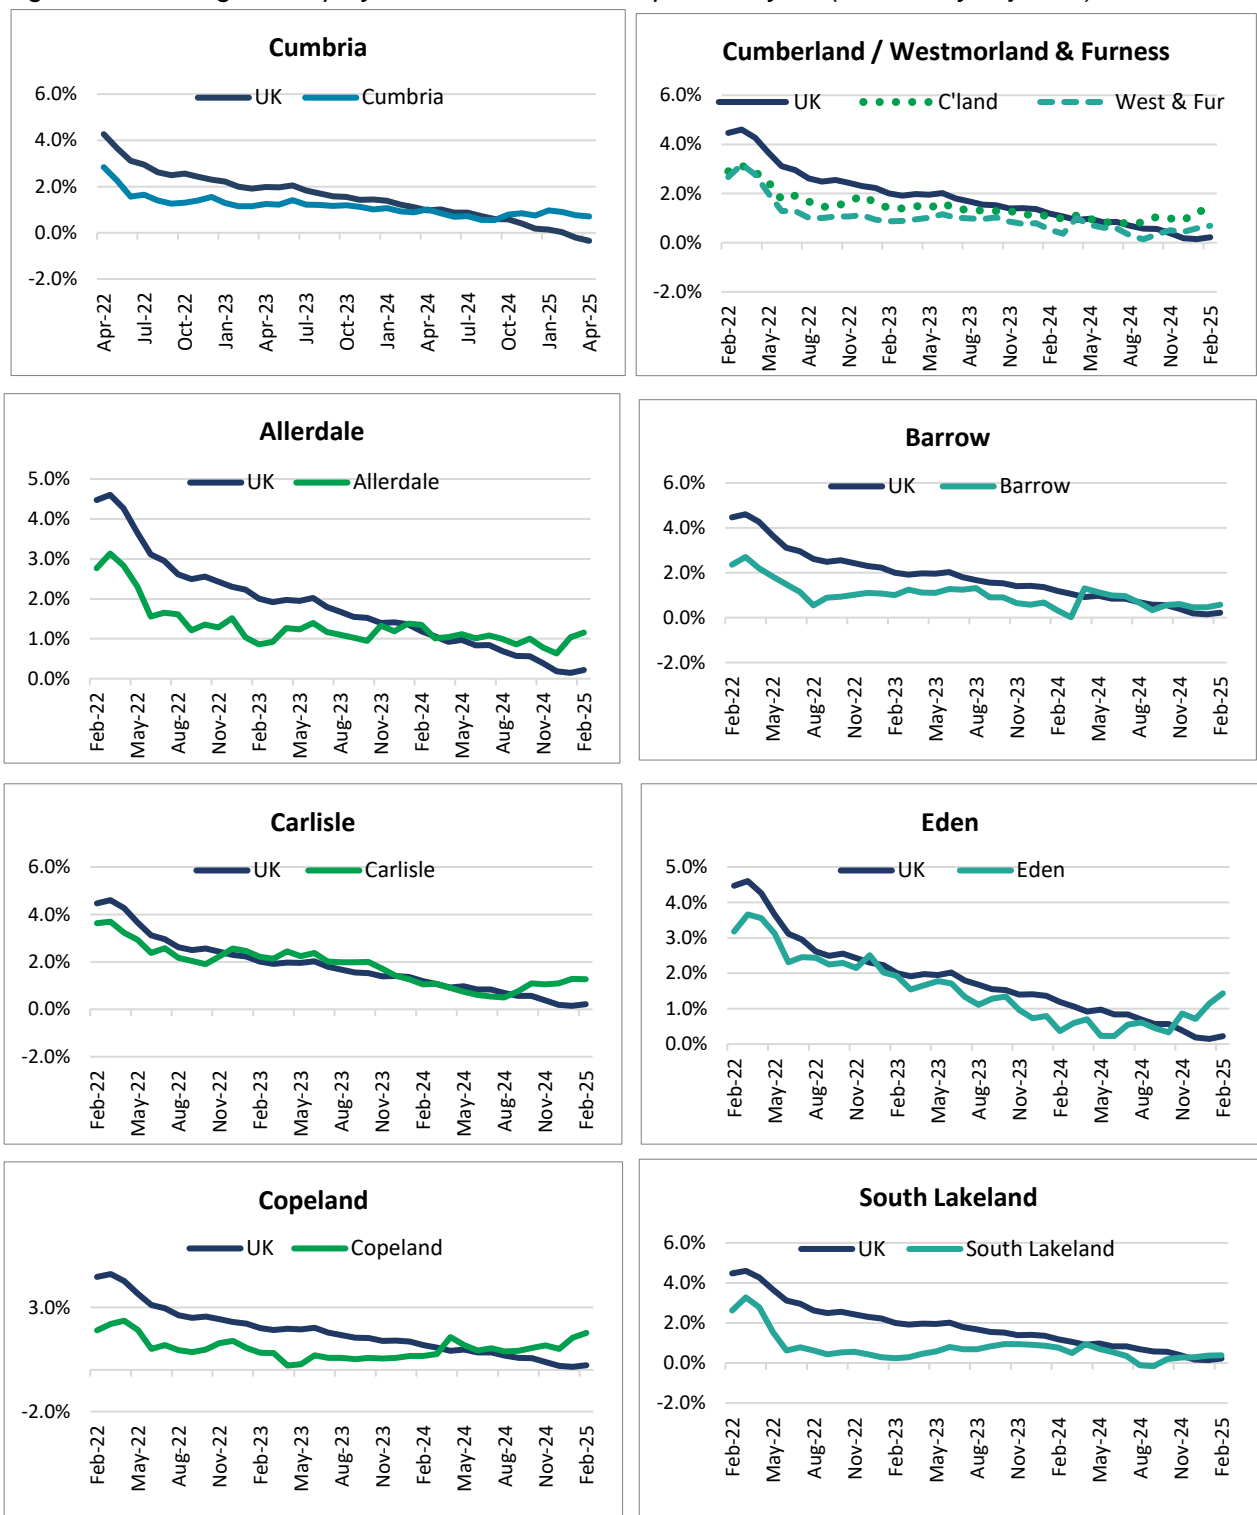 Cumbria
UK Cumbria
6.0%
4.0%
2.0%
0.0%
-2.0%
Apr-22 Jul-22 Oct-22 Jan-23 Apr-23 Jul-23 Oct-23 Jan-24 Apr-24 Jul-24 Oct-24 Jan-25 Apr-25
Cumberland / Westmorland & Furness
UK C'land West & Fur
6.0%
4.0%
2.0%
0.0%
-2.0%
Feb-22 May-22 Aug-22 Nov-22 Feb-23 May-23 Aug-23 Nov-23 Feb-24 May-24 Aug-24 Nov-24 Feb-25
Allerdale
UK Allerdale
5.0%
4.0%
3.0%
2.0%
1.0%
0.0%
Feb-22 May-22 Aug-22 Nov-22 Feb-23 May-23 Aug-23 Nov-23 Feb-24 May-24 Aug-24 Nov-24 Feb-25
Barrow
UK Barrow
6.0%
4.0%
2.0%
0.0%
-2.0%
Feb-22 May-22 Aug-22 Nov-22 Feb-23 May-23 Aug-23 Nov-23 Feb-24 May-24 Aug-24 Nov-24 Feb-25
Carlisle
UK Carlisle
6.0%
4.0%
2.0%
0.0%
-2.0%
Feb-22 May-22 Aug-22 Nov-22 Feb-23 May-23 Aug-23 Nov-23 Feb-24 May-24 Aug-24 Nov-24 Feb-25
Eden
UK Eden
5.0%
4.0%
3.0%
2.0%
1.0%
0.0%
Feb-22 May-22 Aug-22 Nov-22 Feb-23 May-23 Aug-23 Nov-23 Feb-24 May-24 Aug-24 Nov-24 Feb-25
Copeland
UK Copeland
3.0%
-2.0%
Feb-22 May-22 Aug-22 Nov-22 Feb-23 May-23 Aug-23 Nov-23 Feb-24 May-24 Aug-24 Nov-24 Feb-25
South Lakeland
UK South Lakeland
6.0%
4.0%
2.0%
0.0%
-2.0%
Feb-22 May-22 Aug-22 Nov-22 Feb-23 May-23 Aug-23 Nov-23 Feb-24 May-24 Aug-24 Nov-24 Feb-25